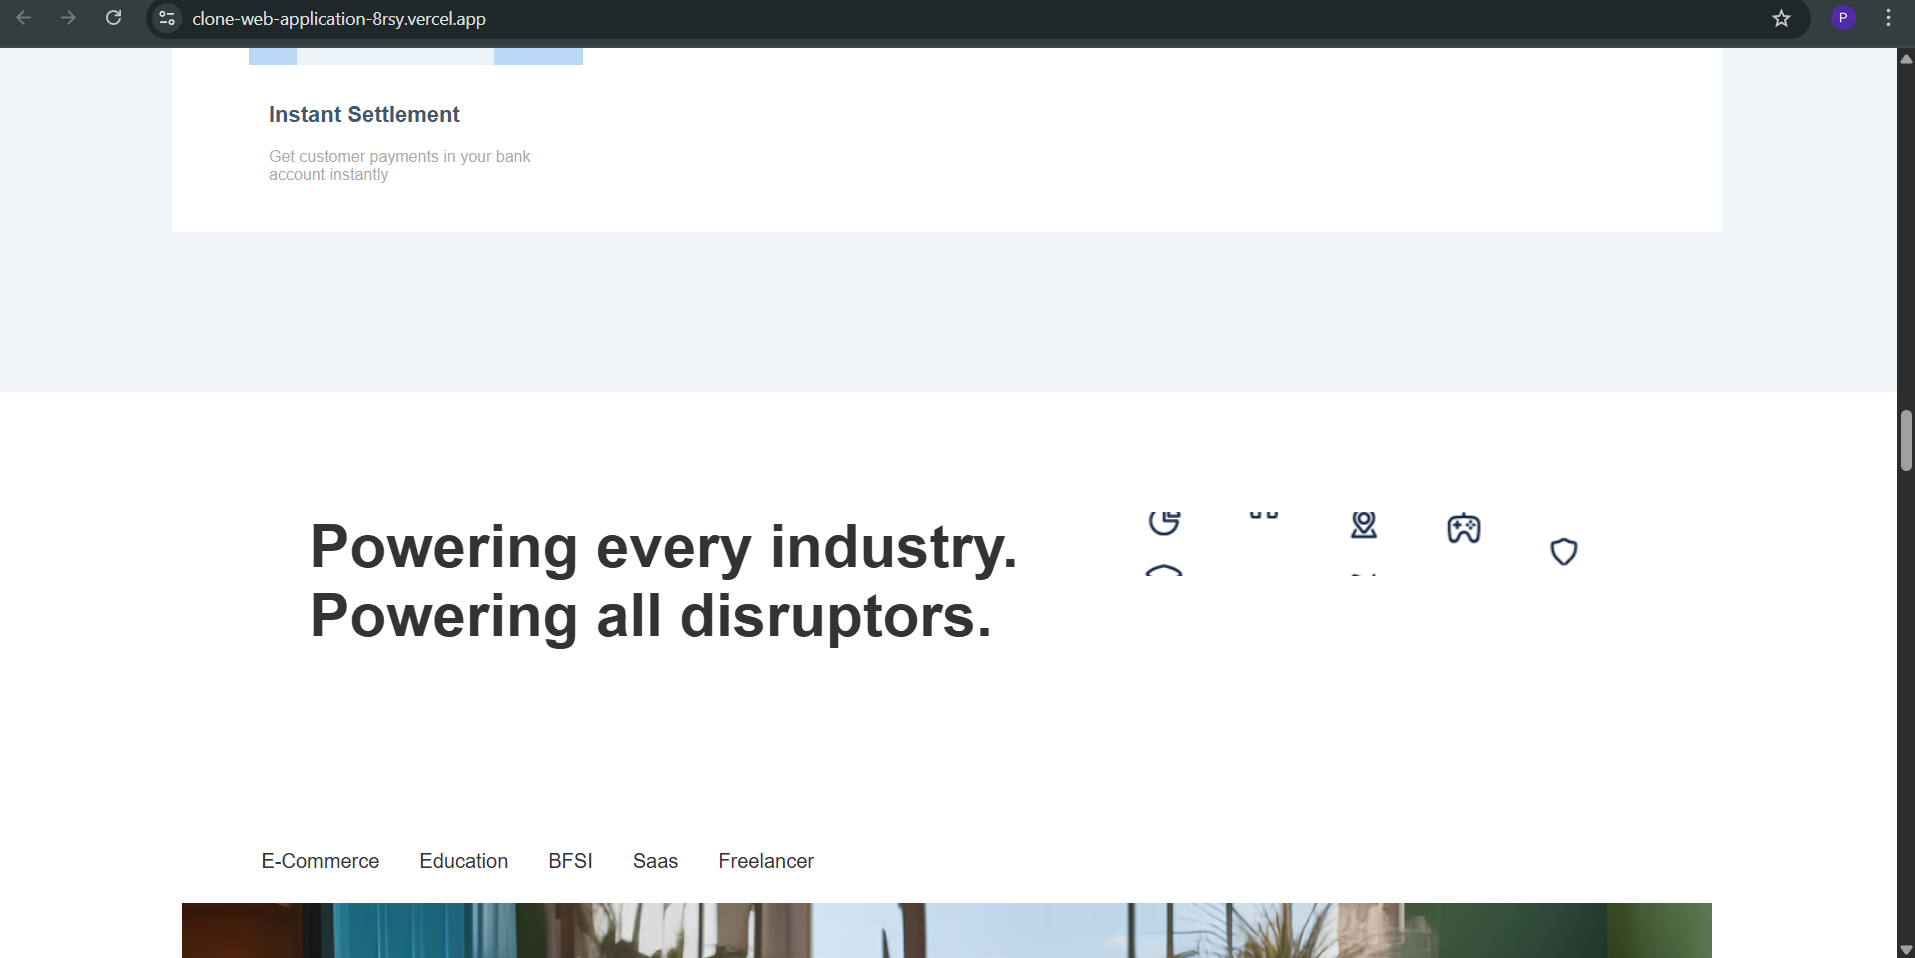 clone-web-application-8rsy.vercel.app
P
Instant Settlement
Get customer payments in your bank
account instantly
Powering every industry.
Powering all disruptors.
E-Commerce Education BFSI Saas Freelancer